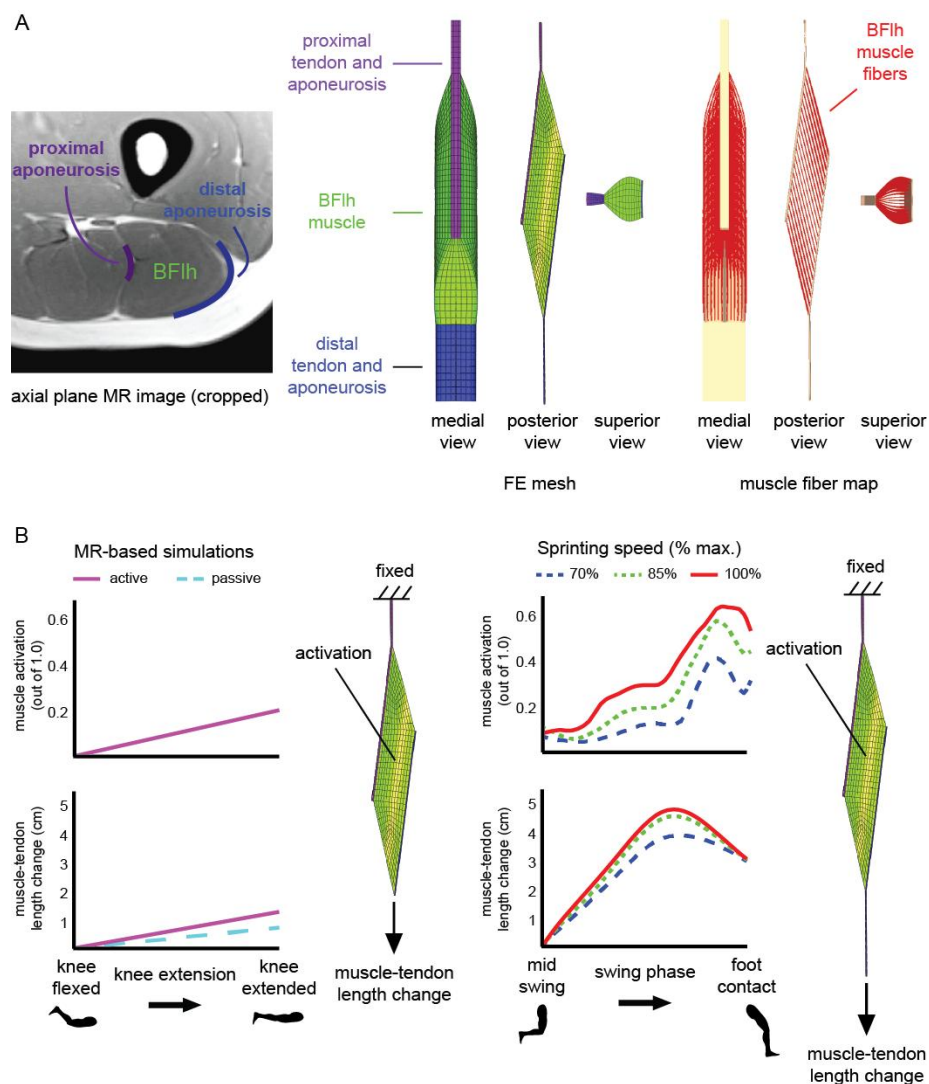 A
proximal
tendon and
aponeurosis
BFlh
muscle
fibers
proximal
aponeurosis
distal
aponeurosis
BFlh
BFlh
muscle
distal
tendon and
aponeurosis
axial plane MR image (cropped)
medial
view
posterior
view
superior
view
medial
view
posterior
view
superior
view
FE mesh
muscle fiber map
B
MR-based simulations
active
passive
muscle activation
(out of 1.0)
0.6
0.4
0.2
fixed
activation
muscle-tendon
length change (cm)
5
4
3
2
1
knee
flexed
knee extension
knee
extended
muscle-tendon
length change
Sprinting speed (% max.)
70%
85%
100%
muscle activation
(out of 1.0)
0.6
0.4
0.2
fixed
activation
muscle-tendon
length change (cm)
5
4
3
2
1
mid
swing
swing phase
foot
contact
muscle-tendon
length change